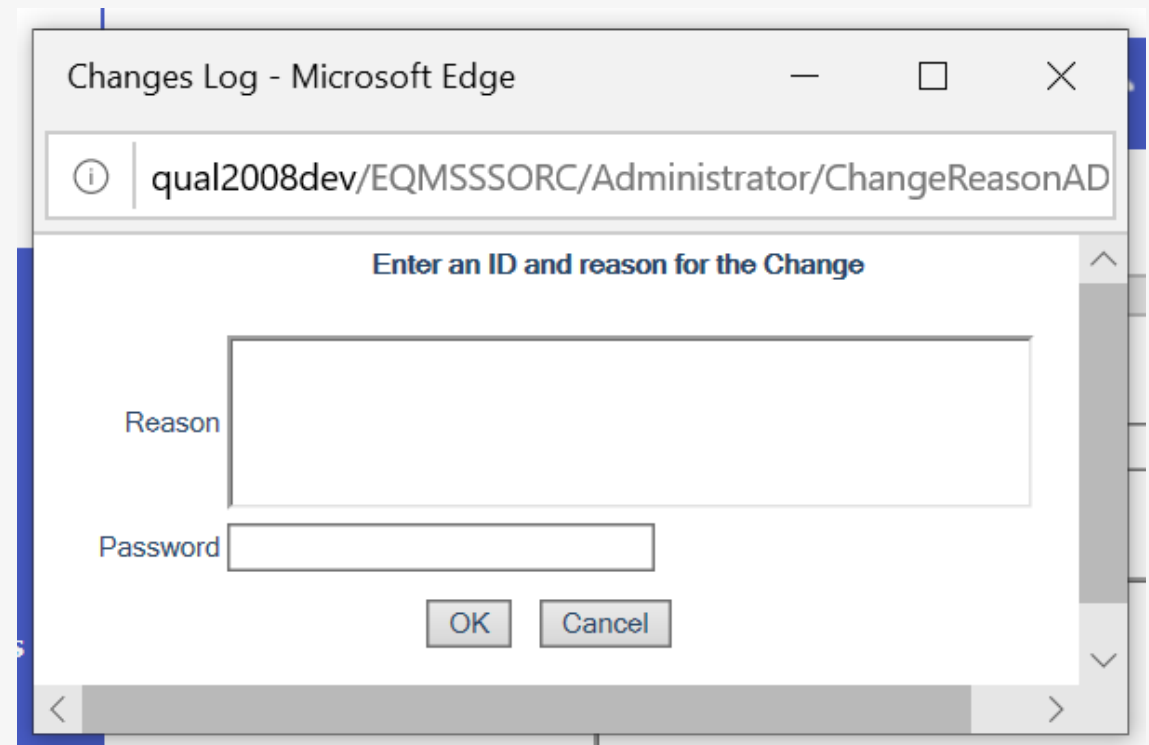 Changes Log - Microsoft Edge
qual2008dev/EQMSSSORC/Administrator/ChangeReasonAD
Enter an ID and reason for the Change
Reason
Password
OK Cancel
s